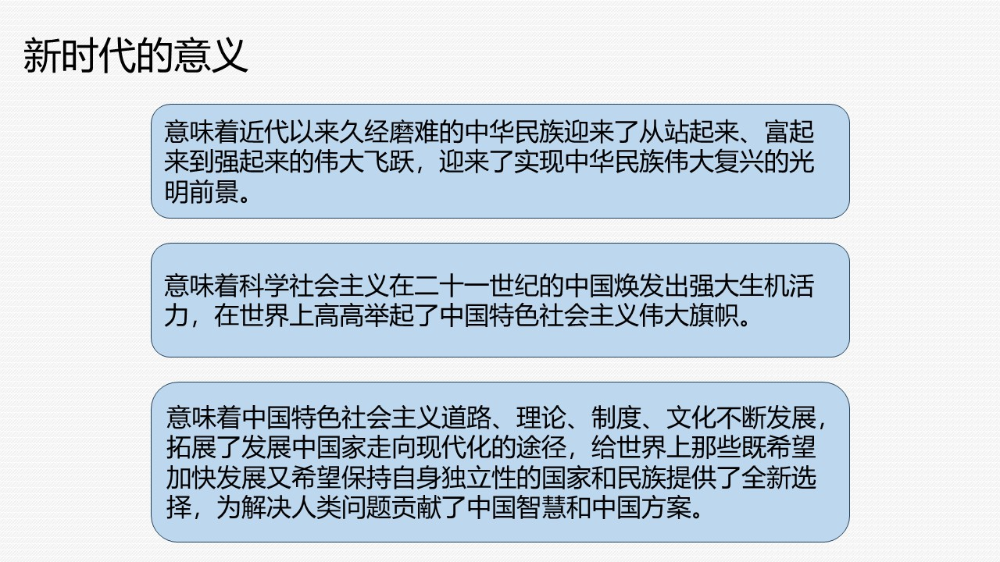 新时代的意义
意味着近代以来久经磨难的中华民族迎来了从站起来、富起
来到强起来的伟大飞跃，迎来了实现中华民族伟大复兴的光
明前景。
意味着科学社会主义在二十一世纪的中国焕发出强大生机活
力，在世界上高高举起了中国特色社会主义伟大旗帜。
意味着中国特色社会主义道路、理论、制度、文化不断发展，
拓展了发展中国家走向现代化的途径，给世界上那些既希望
加快发展又希望保持自身独立性的国家和民族提供了全新选
择，为解决人类问题贡献了中国智慧和中国方案。